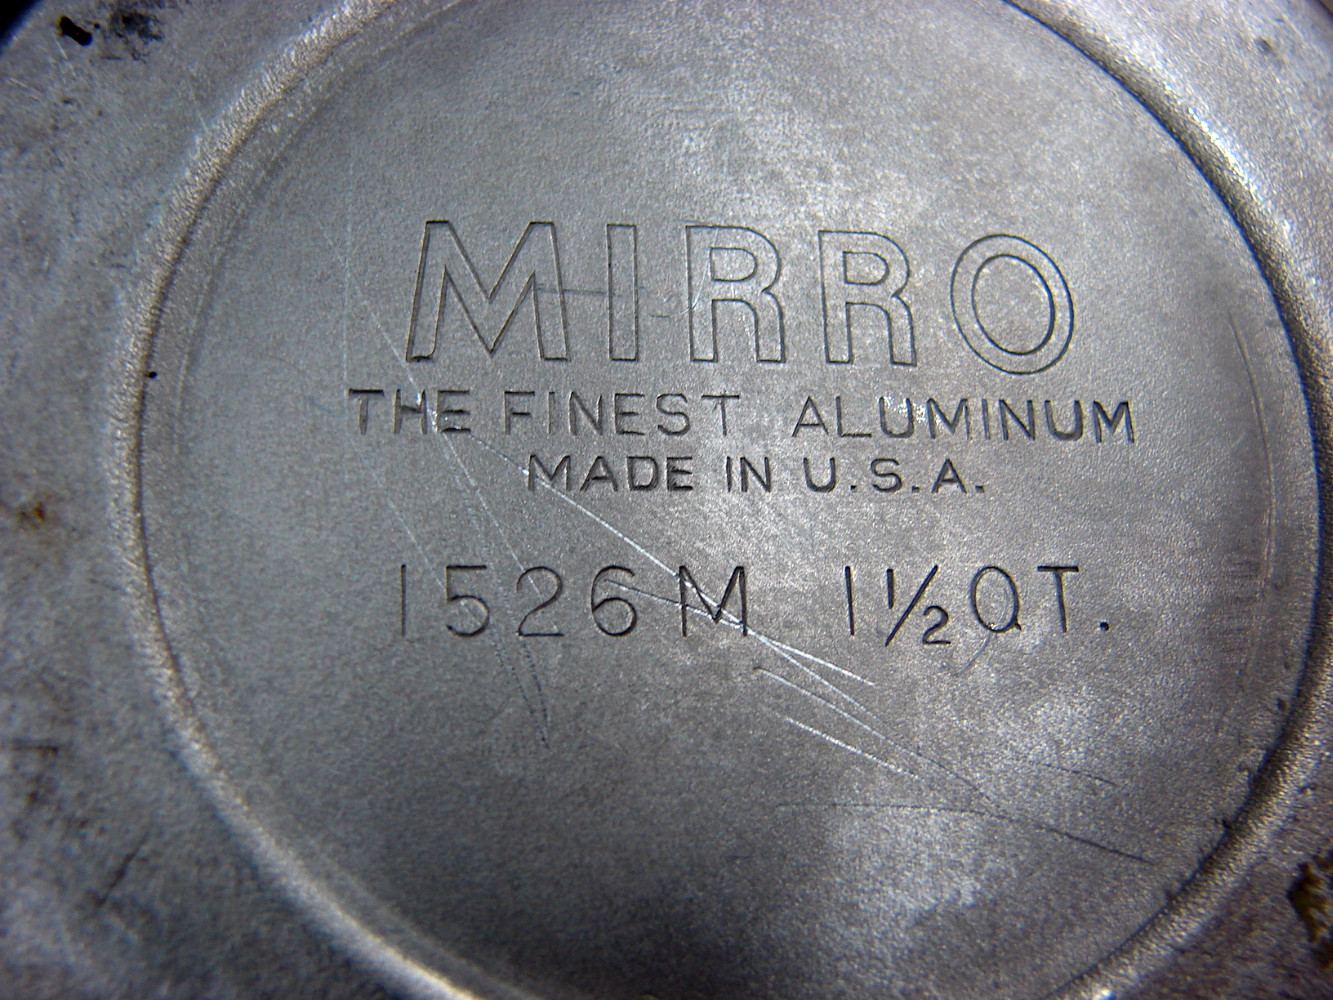 MIRRO
THE FINEST ALUMINUM
MADE IN U.S.A.
1526M 1½QT.